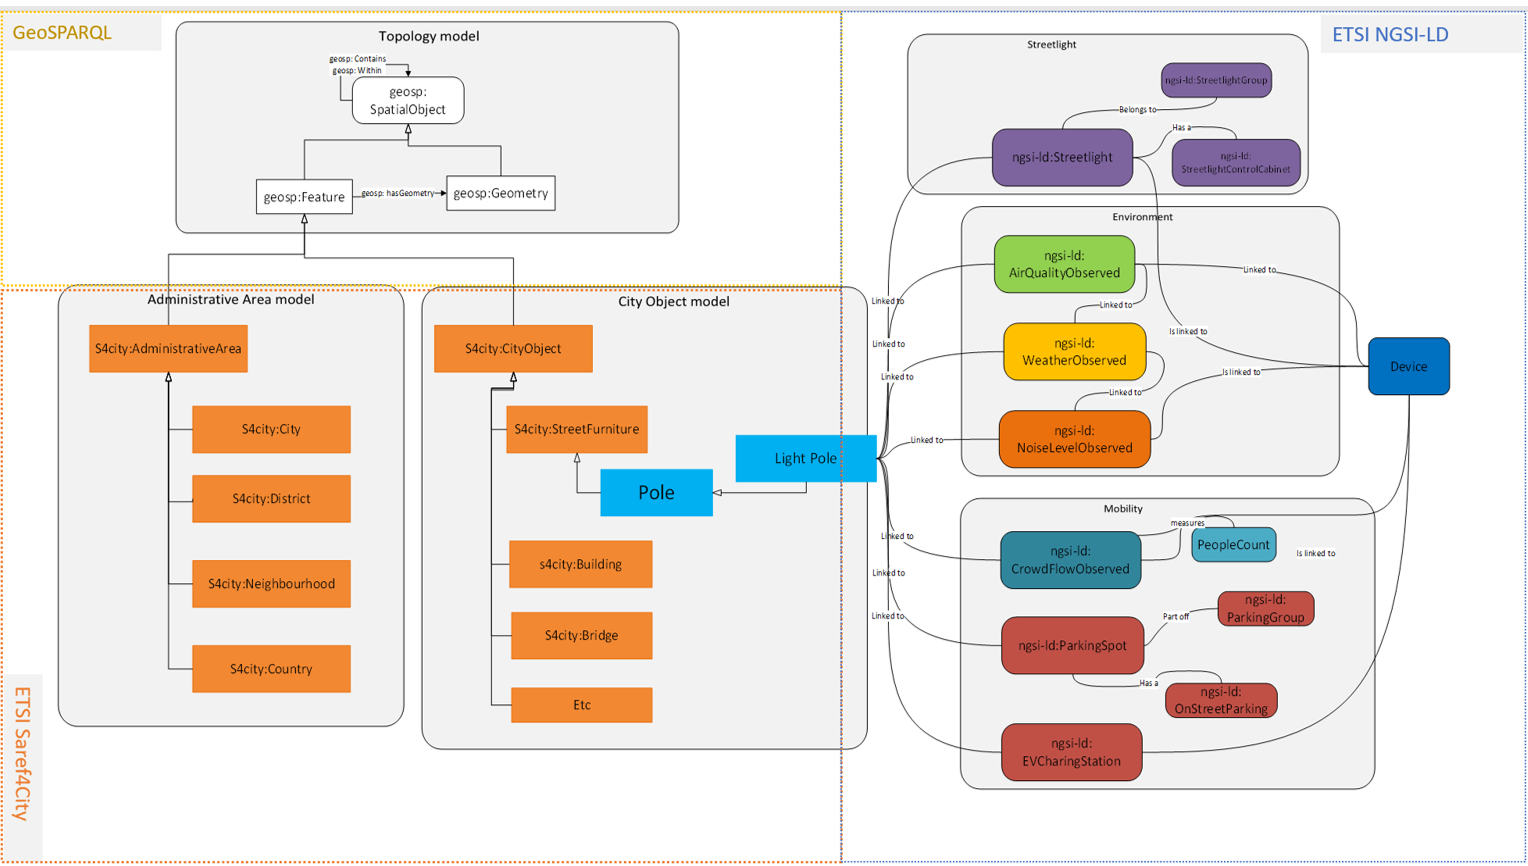 GeoSPARQL
Topology model
geosp: Contains
geosp: Within
geosp:
SpatialObject
geosp:Feature
geosp: hasGeometry
geosp:Geometry
ETSI Saref4City
Administrative Area model
S4city:AdministrativeArea
S4city:City
S4city:District
S4city:Neighbourhood
S4city:Country
City Object model
S4city:CityObject
S4city:StreetFurniture
Pole
Light Pole
s4city:Building
S4city:Bridge
Etc
ETSI NGSI-LD
Streetlight
ngsi-ld:StreetlightGroup
Belongs to
Has a
ngsi-ld:Streetlight
ngsi-ld:
StreetlightControlCabinet
Environment
ngsi-ld:
AirQualityObserved
Linked to
Linked to
Linked to
Is linked to
Linked to
ngsi-ld:
WeatherObserved
Linked to
Is linked to
Device
Linked to
ngsi-ld:
NoiseLevelObserved
Linked to
Mobility
measures
PeopleCount
Linked to
ngsi-ld:
CrowdFlowObserved
Is linked to
Linked to
ngsi-ld:
ParkingGroup
Part off
Linked to
ngsi-ld:ParkingSpot
Has a
ngsi-ld:
OnStreetParking
ngsi-ld:
EVCharingStation